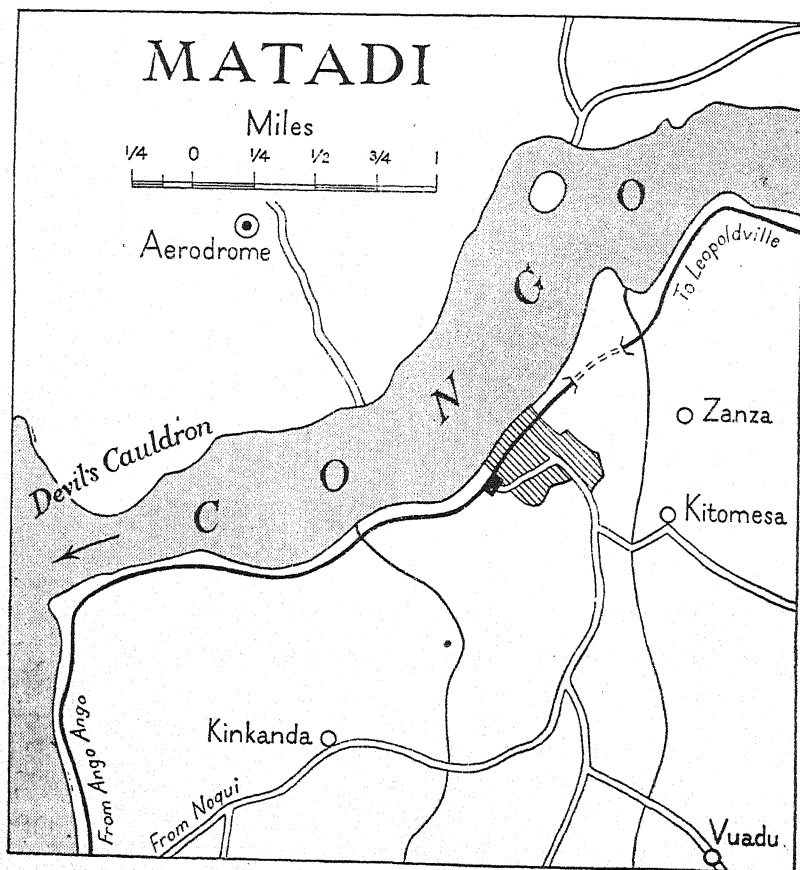 MATADI
Miles
1/4 0 1/4 1/2 3/4 1
Aerodrome
CONGO
To Leopoldville
Devil's Cauldron
Zanza
Kitomesa
Kinkanda
From Ango Ango
From Noqui
Vuadu